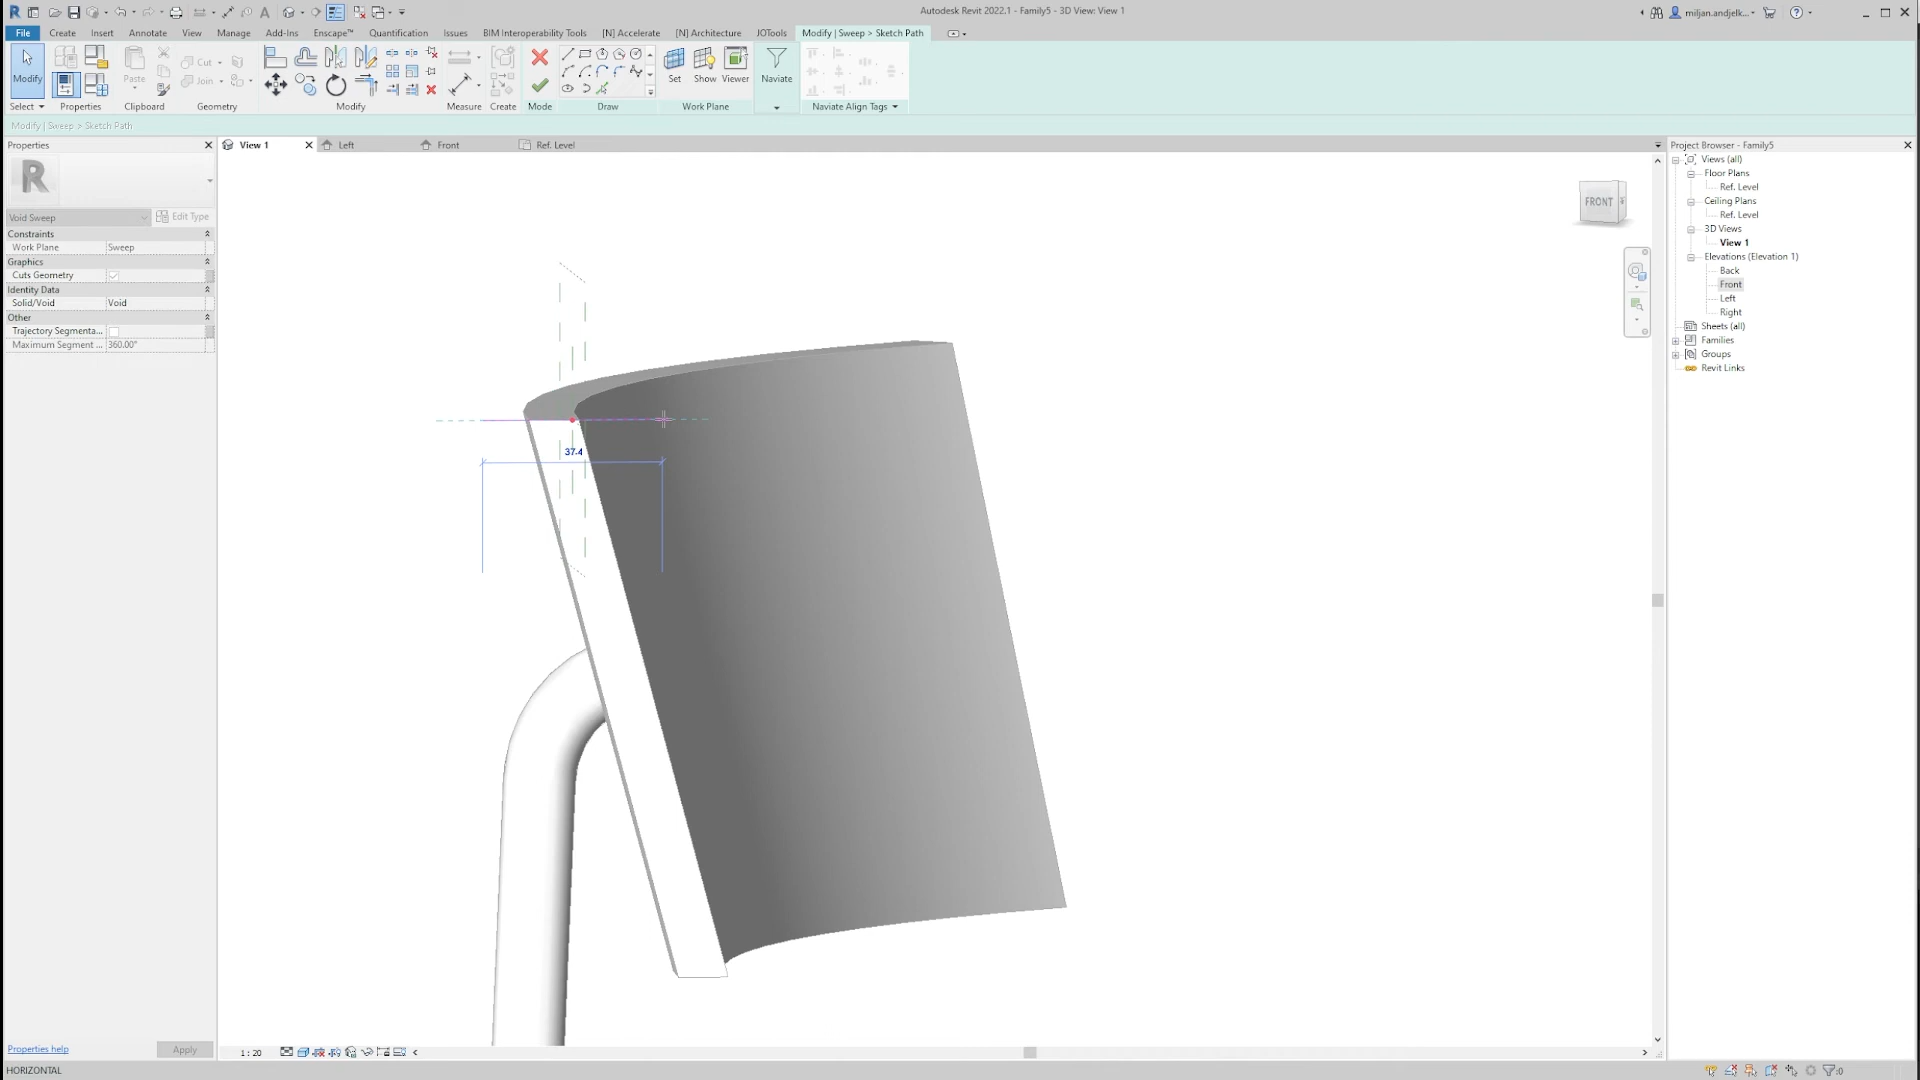 Autodesk Revit 2022.1 - Family5 - 3D View: View 1
miljan.andjelk...
File Create Insert Annotate View Manage Add-Ins Enscape™ Quantification Issues BIM Interoperability Tools [N] Accelerate [N] Architecture JOTools Modify | Sweep > Sketch Path
Modify Paste Cut Join Set Show Viewer Naviate
Select Properties Clipboard Geometry Modify Measure Create Mode Draw Work Plane Naviate Align Tags
Modify | Sweep > Sketch Path
Properties
View 1 Left Front Ref. Level
Project Browser - Family5
R
Void Sweep Edit Type
Constraints
Work Plane Sweep
Graphics
Cuts Geometry
Identity Data
Solid/Void Void
Other
Trajectory Segmenta...
Maximum Segment ... 360.00°
Properties help Apply
37.4
FRONT
Views (all)
Floor Plans
Ref. Level
Ceiling Plans
Ref. Level
3D Views
View 1
Elevations (Elevation 1)
Back
Front
Left
Right
Sheets (all)
Families
Groups
Revit Links
1 : 20
HORIZONTAL
:0